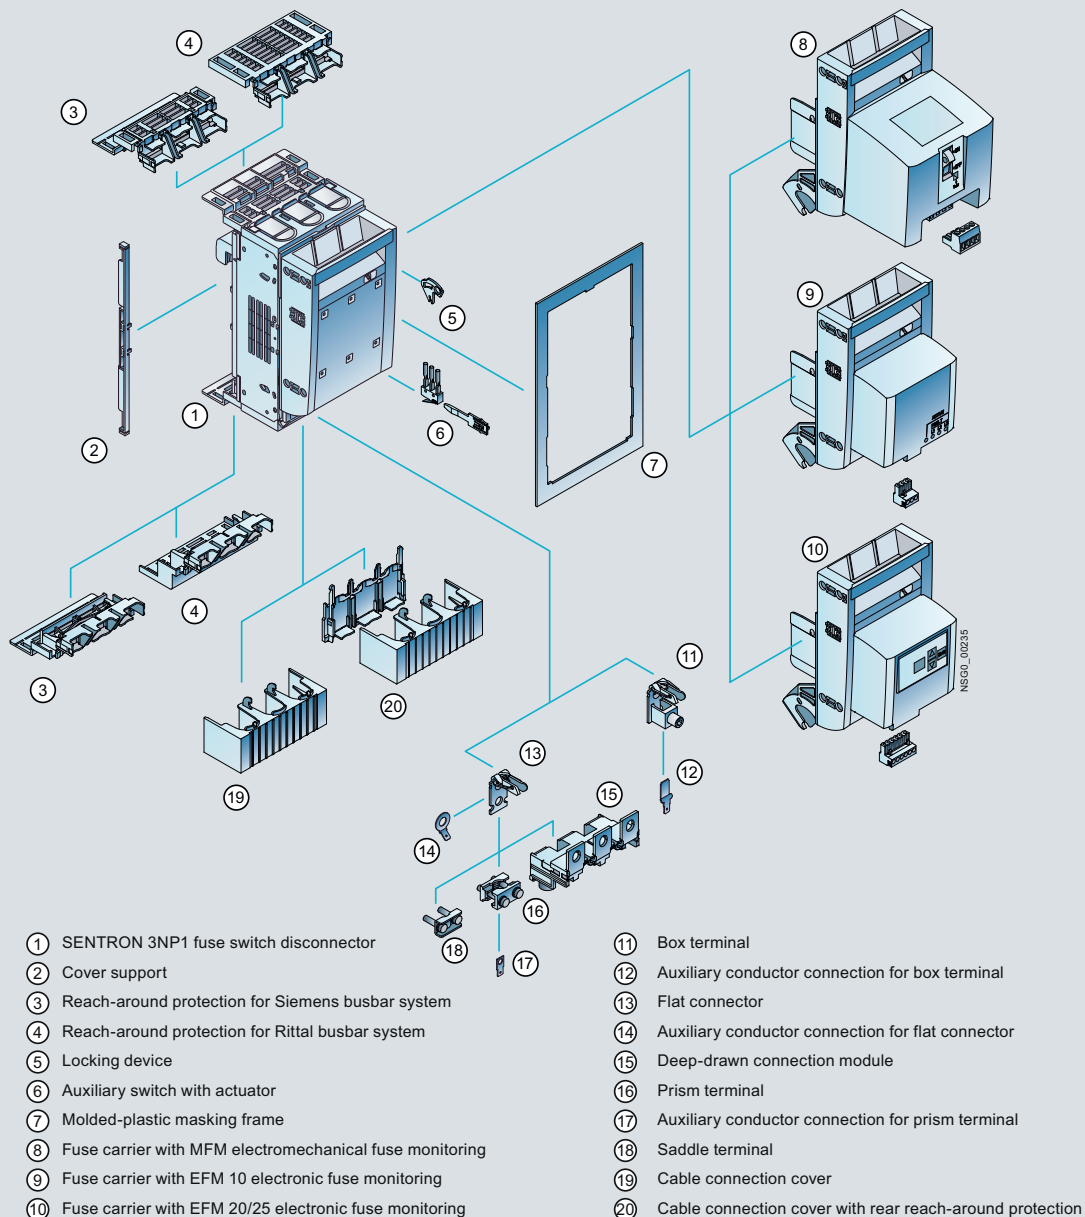 4
3
8
5
9
1
2
6
7
10
4
3
20
19
11
NSG0_00235
13
12
15
14
16
18
17
1 SENTRON 3NP1 fuse switch disconnector
2 Cover support
3 Reach-around protection for Siemens busbar system
4 Reach-around protection for Rittal busbar system
5 Locking device
6 Auxiliary switch with actuator
7 Molded-plastic masking frame
8 Fuse carrier with MFM electromechanical fuse monitoring
9 Fuse carrier with EFM 10 electronic fuse monitoring
10 Fuse carrier with EFM 20/25 electronic fuse monitoring
11 Box terminal
12 Auxiliary conductor connection for box terminal
13 Flat connector
14 Auxiliary conductor connection for flat connector
15 Deep-drawn connection module
16 Prism terminal
17 Auxiliary conductor connection for prism terminal
18 Saddle terminal
19 Cable connection cover
20 Cable connection cover with rear reach-around protection